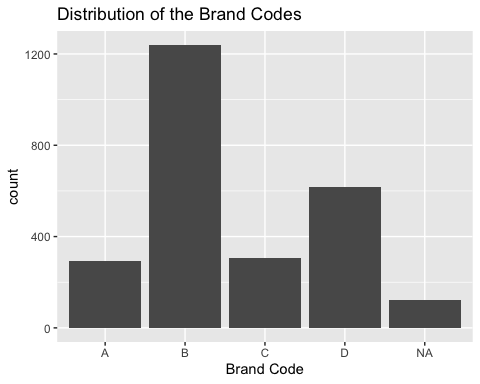 Distribution of the Brand Codes
1200
800
400
0
count
A B C D NA
Brand Code